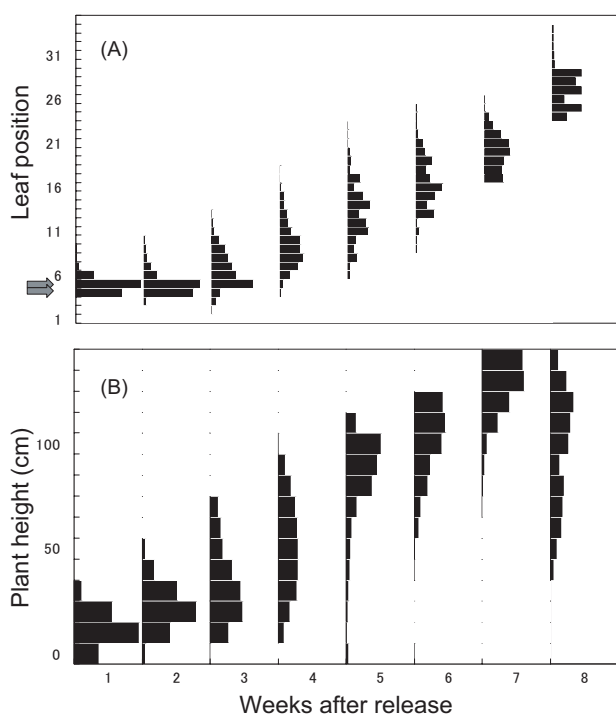 (A)
Leaf position
31
26
21
16
11
6
1
(B)
Plant height (cm)
100
50
0
1 2 3 4 5 6 7 8
Weeks after release